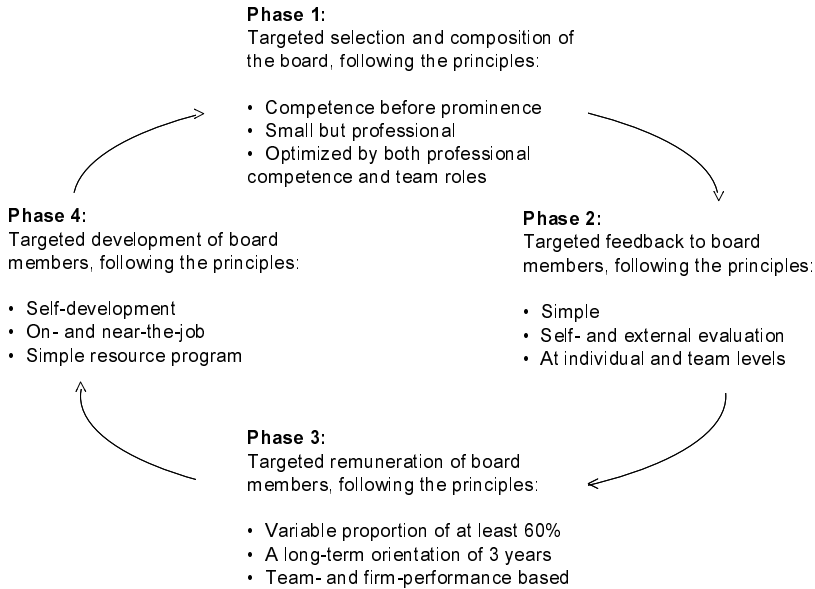 Phase 1:
Targeted selection and composition of
the board, following the principles:
• Competence before prominence
• Small but professional
• Optimized by both professional
competence and team roles
Phase 2:
Targeted feedback to board
members, following the principles:
• Simple
• Self- and external evaluation
• At individual and team levels
Phase 3:
Targeted remuneration of board
members, following the principles:
• Variable proportion of at least 60%
• A long-term orientation of 3 years
• Team- and firm-performance based
Phase 4:
Targeted development of board
members, following the principles:
• Self-development
• On- and near-the-job
• Simple resource program